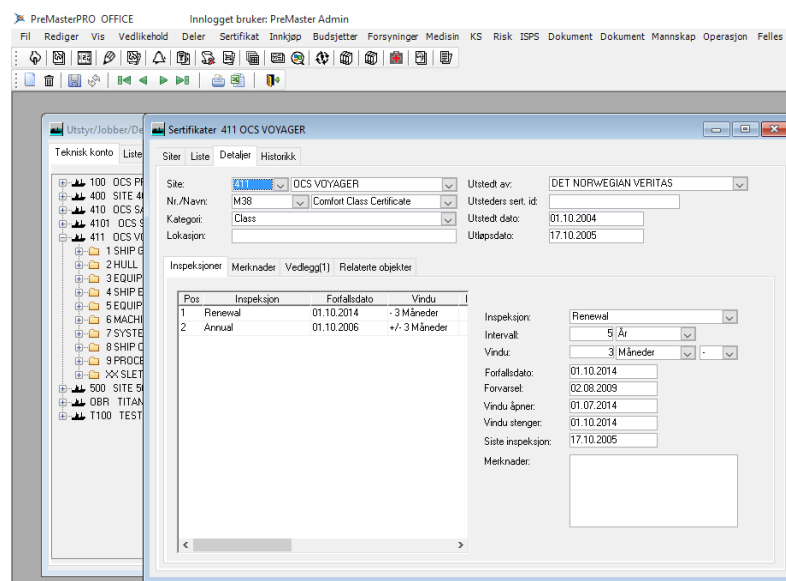 PreMasterPRO OFFICE Innlogget bruker: PreMaster Admin
Fil Rediger Vis Vedlikehold Deler Sertifikat Innkjøp Budsjetter Forsyninger Medisin KS Risk ISPS Dokument Dokument Mannskap Operasjon Felles
Utstyr/Jobber/De
Teknisk konto Liste
100 OCS PF
400 SITE 4
410 OCS SA
4101 OCS S
411 OCS VO
1 SHIP G
2 HULL
3 EQUIP
4 SHIP E
5 EQUIP
6 MACHI
7 SYSTE
8 SHIP C
9 PROCE
XX SLET
500 SITE 5
OBR TITAN
T100 TEST
Sertifikater 411 OCS VOYAGER
Siter Liste Detaljer Historikk
Site: 411 OCS VOYAGER Utstedt av: DET NORWEGIAN VERITAS
Nr./Navn: M38 Comfort Class Certificate Utsteders sert. id:
Kategori: Class Utstedt dato: 01.10.2004
Lokasjon: Utløpsdato: 17.10.2005
Inspeksjoner Merknader Vedlegg(1) Relaterte objekter
Pos Inspeksjon Forfallsdato Vindu
1 Renewal 01.10.2014 - 3 Måneder
2 Annual 01.10.2006 +/- 3 Måneder
Inspeksjon: Renewal
Intervall: 5 År
Vindu: 3 Måneder -
Forfallsdato: 01.10.2014
Forvarsel: 02.08.2009
Vindu åpner: 01.07.2014
Vindu stenger: 01.10.2014
Siste inspeksjon: 17.10.2005
Merknader: